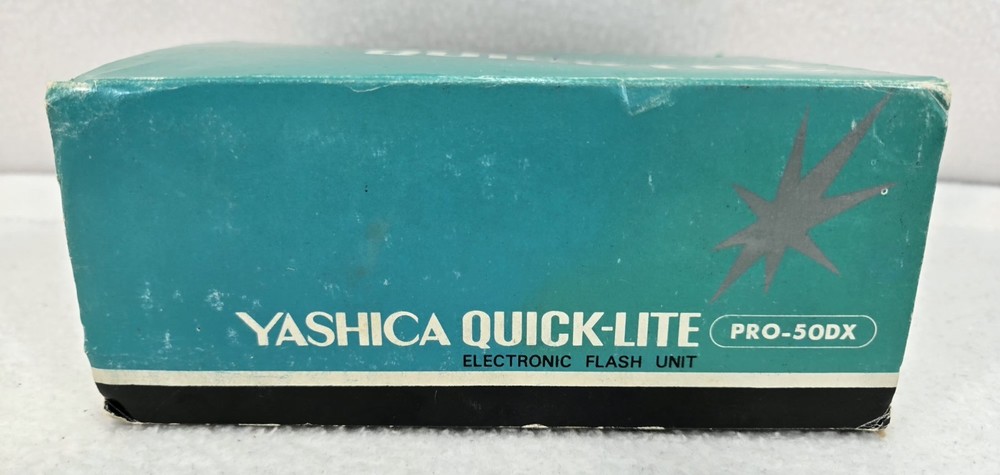 YASHICA QUICK-LITE PRO-50DX
ELECTRONIC FLASH UNIT